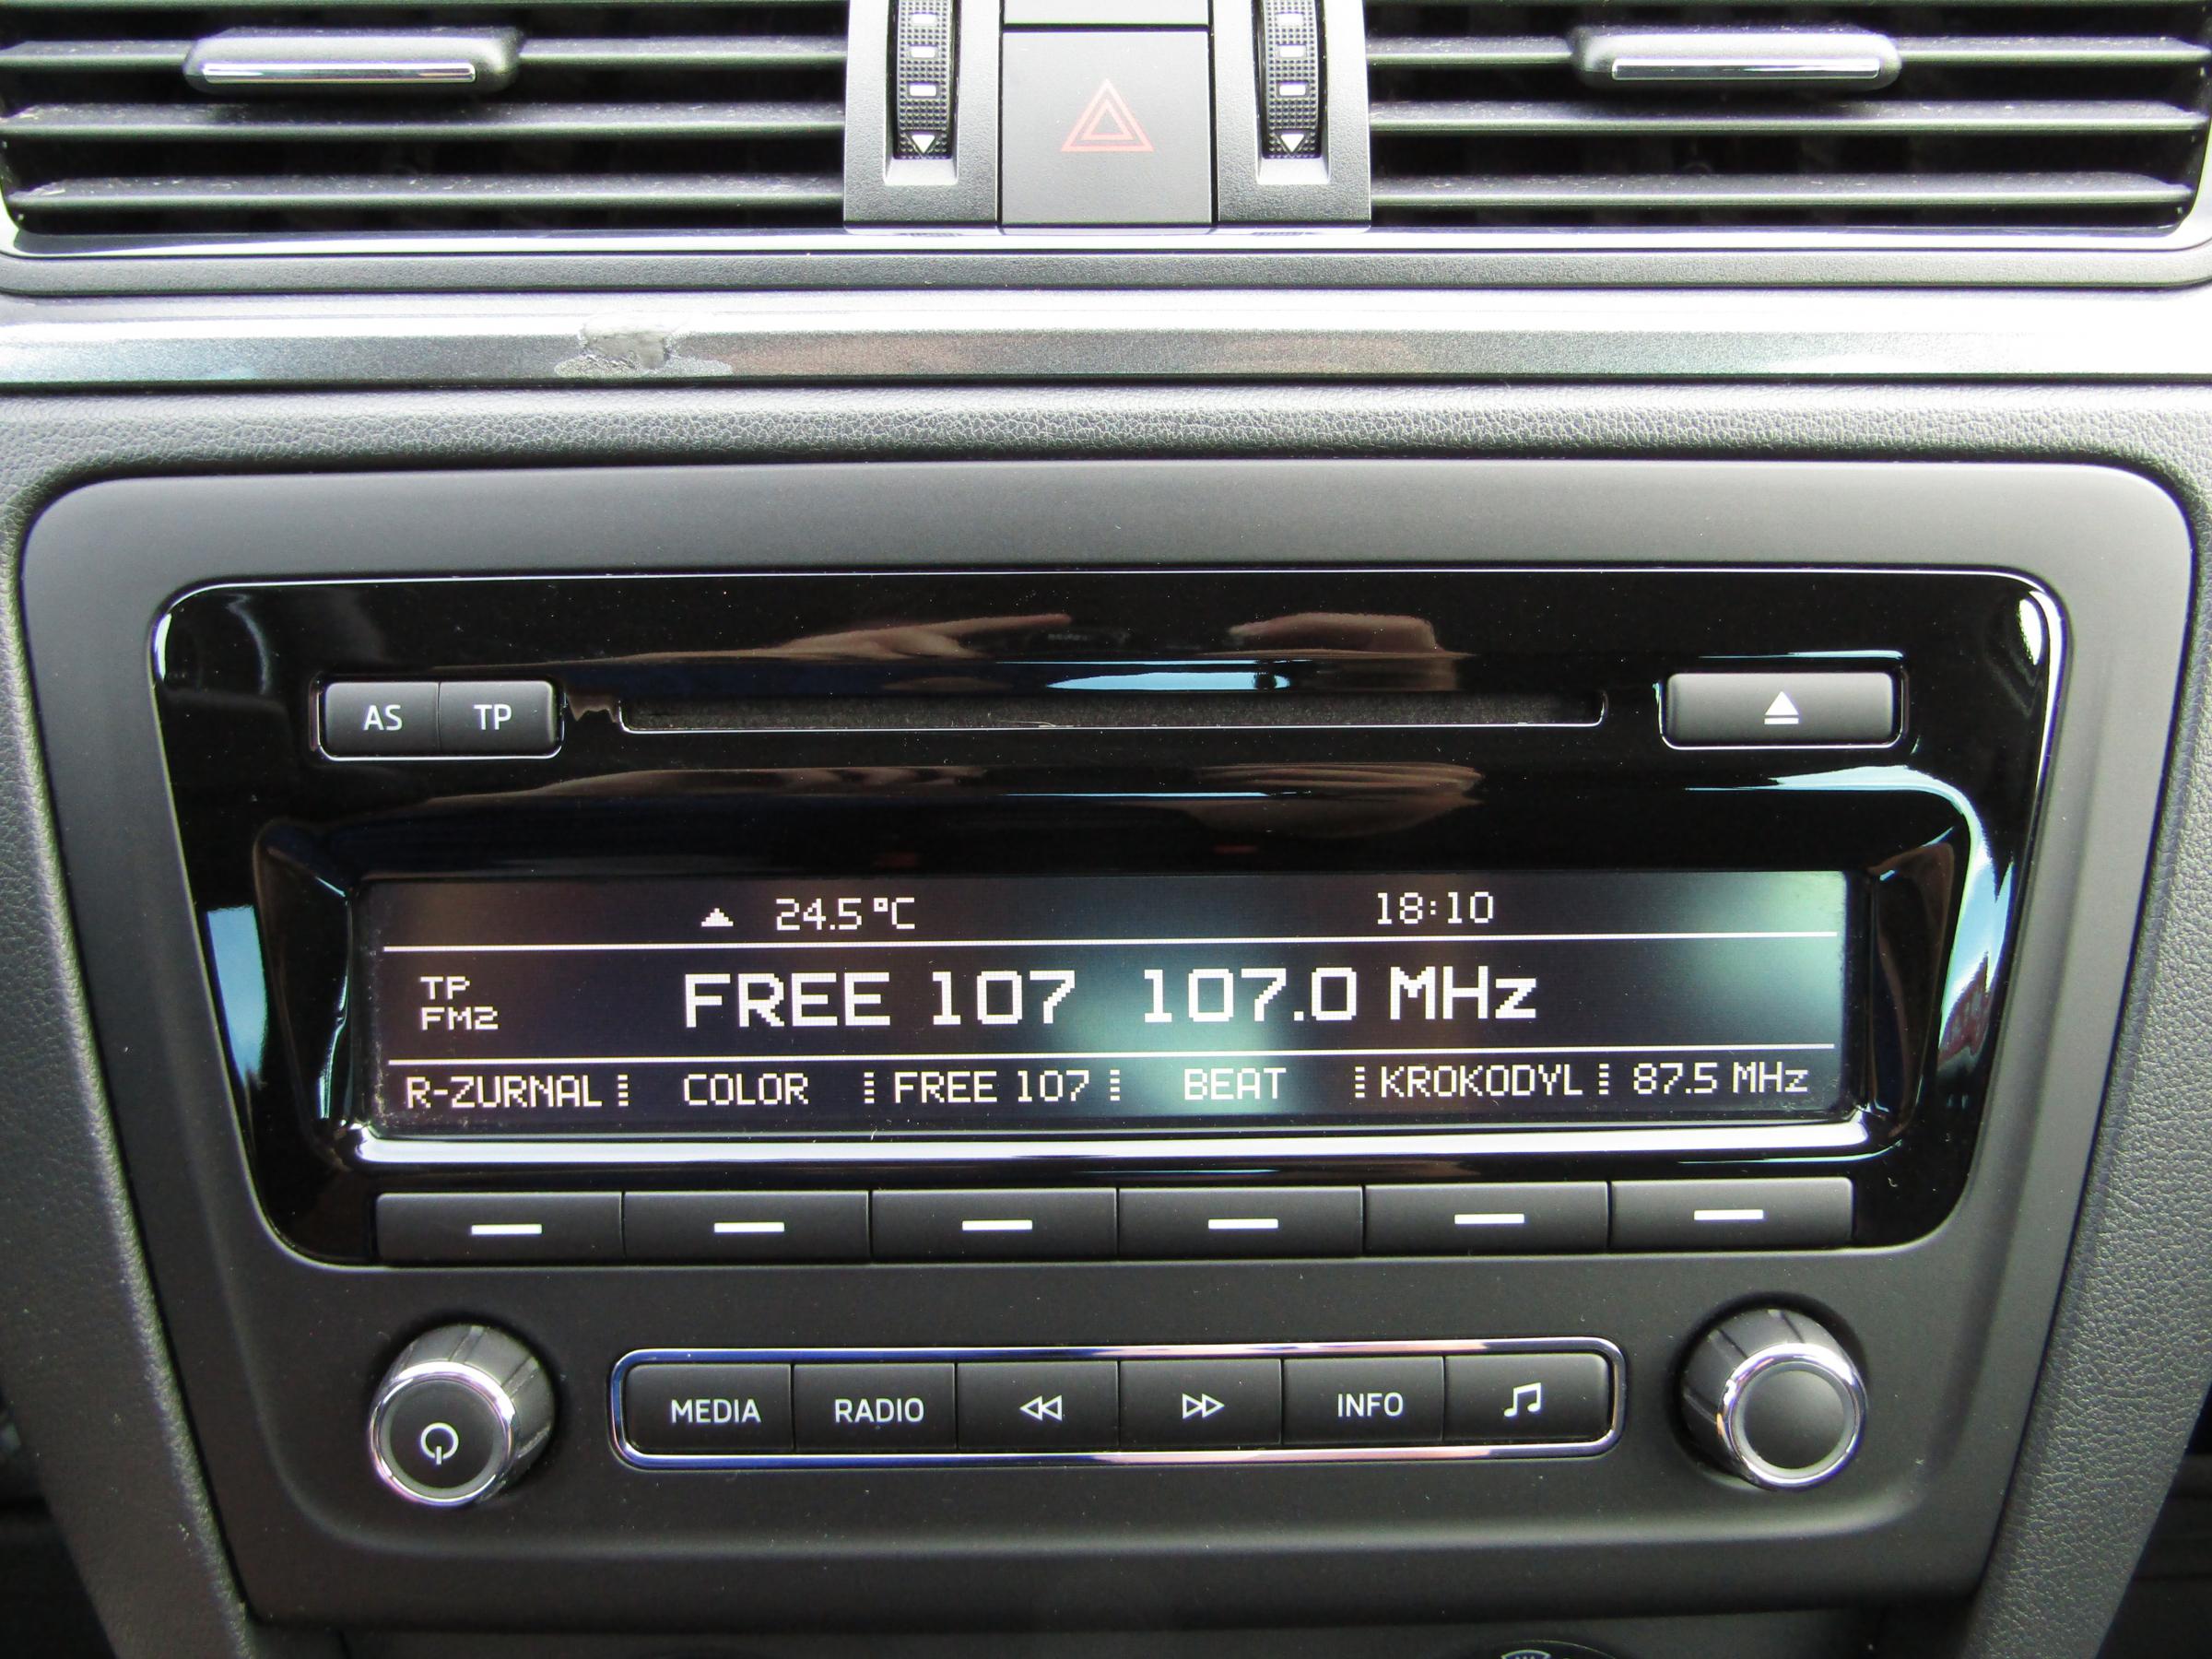 AS TP
24.5°C 18:10
TP
FM2
FREE 107 107.0 MHz
R-ZURNAL COLOR FREE 107 BEAT KROKODYL 87.5 MHz
MEDIA RADIO INFO